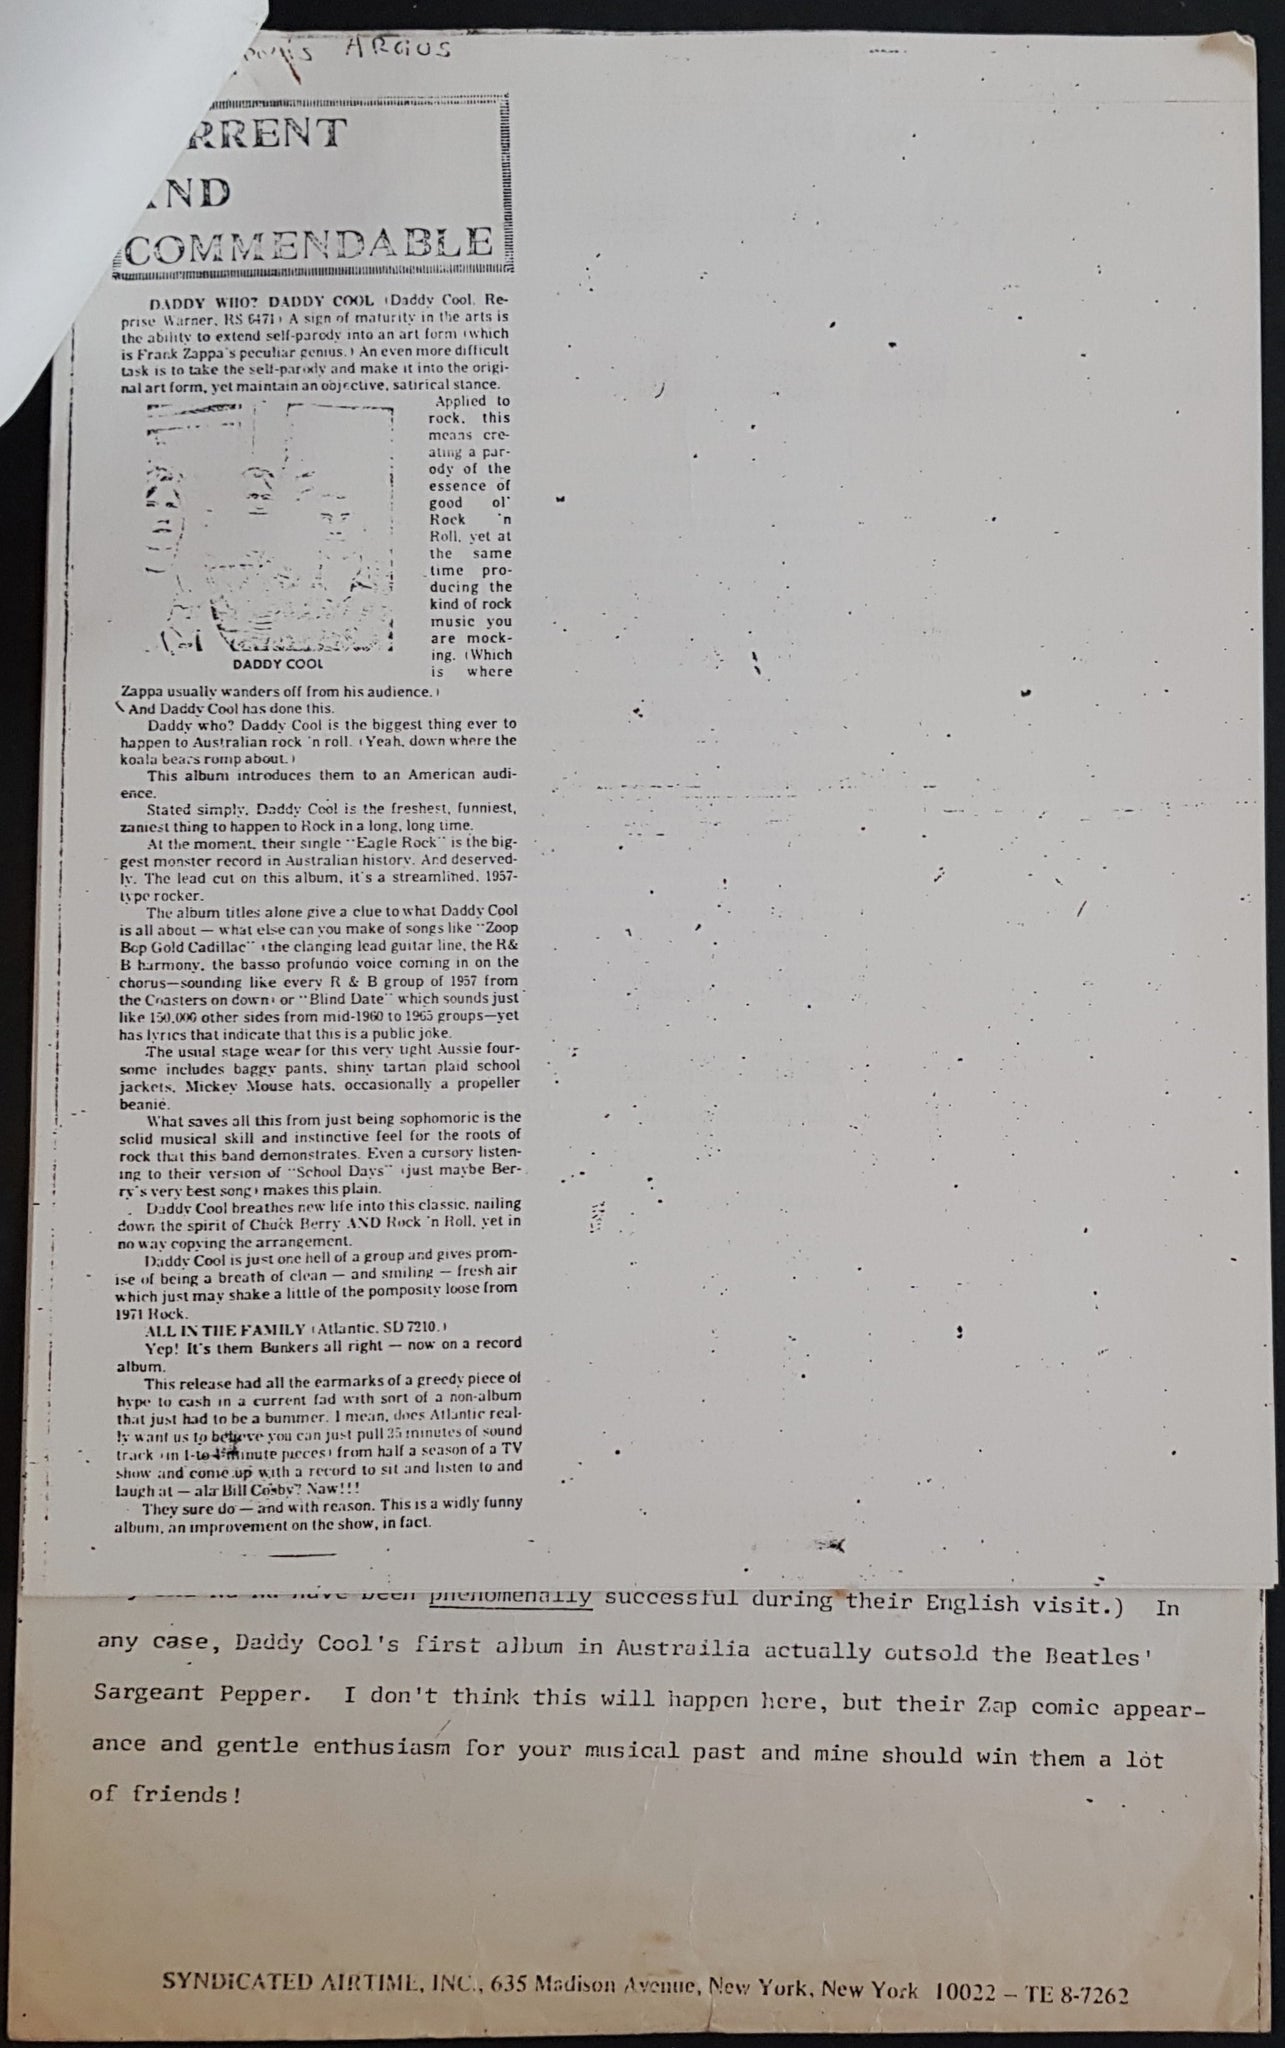 ARGUS
RRENT
ND
COMMENDABLE
DADDY WHO? DADDY COOL (Daddy Cool, Re-
prise Warner, RS 6471) A sign of maturity in the arts is
the ability to extend self-parody into an art form (which
is Frank Zappa's peculiar genius.) An even more difficult
task is to take the self-parody and make it into the origi-
nal art form, yet maintain an objective, satirical stance.
Applied to
rock, this
means cre-
ating a par-
ody of the
essence of
good ol'
Rock 'n
Roll, yet at
the same
time pro-
ducing the
kind of rock
music you
are mock-
ing. (Which
is where
DADDY COOL
Zappa usually wanders off from his audience.)
And Daddy Cool has done this.
Daddy who? Daddy Cool is the biggest thing ever to
happen to Australian rock 'n roll. (Yeah, down where the
koala bears romp about.)
This album introduces them to an American audi-
ence.
Stated simply, Daddy Cool is the freshest, funniest,
zaniest thing to happen to Rock in a long, long time.
At the moment, their single "Eagle Rock" is the big-
gest monster record in Australian history. And deserved-
ly. The lead cut on this album, it's a streamlined, 1957-
type rocker.
The album titles alone give a clue to what Daddy Cool
is all about — what else can you make of songs like "Zoop
Bop Gold Cadillac" (the clanging lead guitar line, the R&
B harmony, the basso profundo voice coming in on the
chorus—sounding like every R & B group of 1957 from
the Coasters on down) or "Blind Date" which sounds just
like 150,000 other sides from mid-1960 to 1965 groups—yet
has lyrics that indicate that this is a public joke.
The usual stage wear for this very tight Aussie four-
some includes baggy pants, shiny tartan plaid school
jackets, Mickey Mouse hats, occasionally a propeller
beanie.
What saves all this from just being sophomoric is the
solid musical skill and instinctive feel for the roots of
rock that this band demonstrates. Even a cursory listen-
ing to their version of "School Days" (just maybe Ber-
ry's very best song) makes this plain.
Daddy Cool breathes new life into this classic, nailing
down the spirit of Chuck Berry AND Rock 'n Roll, yet in
no way copying the arrangement.
Daddy Cool is just one hell of a group and gives prom-
ise of being a breath of clean — and smiling — fresh air
which just may shake a little of the pomposity loose from
1971 Rock.
ALL IN THE FAMILY (Atlantic, SD 7210.)
Yep! It's them Bunkers all right — now on a record
album.
This release had all the earmarks of a greedy piece of
hype to cash in a current fad with sort of a non-album
that just had to be a bummer. I mean, does Atlantic real-
ly want us to believe you can just pull 35 minutes of sound
track (in 1-to minute pieces) from half a season of a TV
show and come up with a record to sit and listen to and
laugh at — ala Bill Cosby? Naw!!!
They sure do — and with reason. This is a widly funny
album, an improvement on the show, in fact.
have been phenomenally successful during their English visit.) In
any case, Daddy Cool's first album in Austrailia actually outsold the Beatles'
Sargeant Pepper. I don't think this will happen here, but their Zap comic appear-
ance and gentle enthusiasm for your musical past and mine should win them a lot
of friends!
SYNDICATED AIRTIME, INC., 635 Madison Avenue, New York, New York 10022 – TE 8-7262